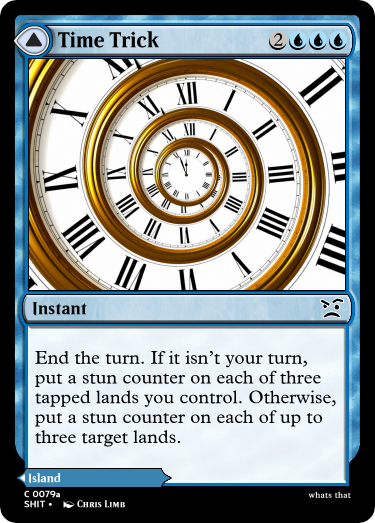 Time Trick
2
Instant
End the turn. If it isn't your turn,
put a stun counter on each of three
tapped lands you control. Otherwise,
put a stun counter on each of up to
three target lands.
Island
C 0079a
SHIT • Chris Limb
whats that